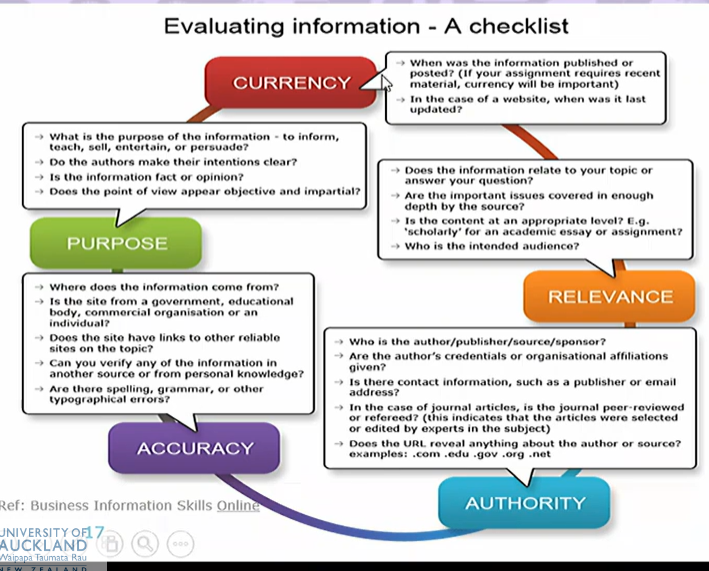 Evaluating information - A checklist
CURRENCY
→ When was the information published or
posted? (If your assignment requires recent
material, currency will be important)
→ In the case of a website, when was it last
updated?
→ Does the information relate to your topic or
answer your question?
→ Are the important issues covered in enough
depth by the source?
→ Is the content at an appropriate level? E.g.
'scholarly' for an academic essay or assignment?
→ Who is the intended audience?
RELEVANCE
→ Who is the author/publisher/source/sponsor?
→ Are the author's credentials or organisational affiliations
given?
→ Is there contact information, such as a publisher or email
address?
→ In the case of journal articles, is the journal peer-reviewed
or refereed? (this indicates that the articles were selected
or edited by experts in the subject)
→ Does the URL reveal anything about the author or source?
examples: .com .edu .gov .org .net
AUTHORITY
→ Where does the information come from?
→ Is the site from a government, educational
body, commercial organisation or an
individual?
→ Does the site have links to other reliable
sites on the topic?
→ Can you verify any of the information in
another source or from personal knowledge?
→ Are there spelling, grammar, or other
typographical errors?
ACCURACY
→ What is the purpose of the information - to inform,
teach, sell, entertain, or persuade?
→ Do the authors make their intentions clear?
→ Is the information fact or opinion?
→ Does the point of view appear objective and impartial?
PURPOSE
Ref: Business Information Skills Online
17
UNIVERSITY OF
AUCKLAND
Waipapa Taumata Rau
NEW ZEALAND